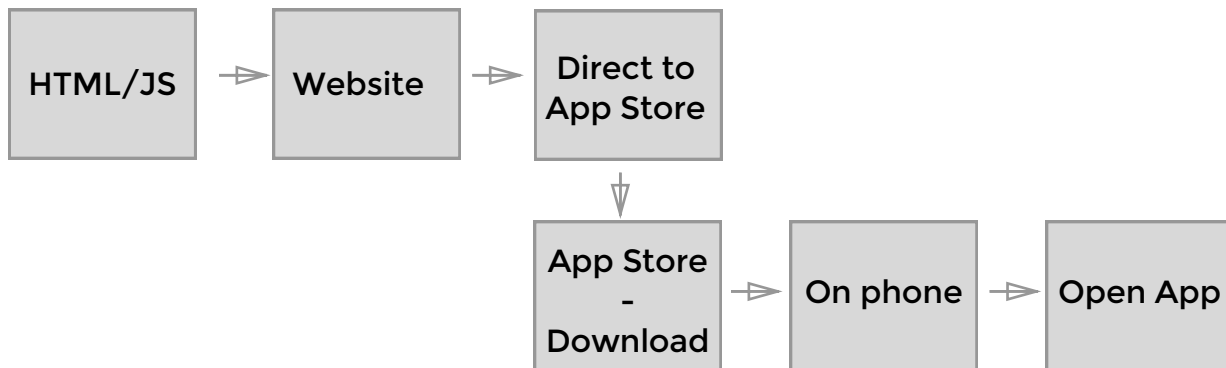 HTML/JS
Website
Direct to
App Store
App Store
-
Download
On phone
Open App